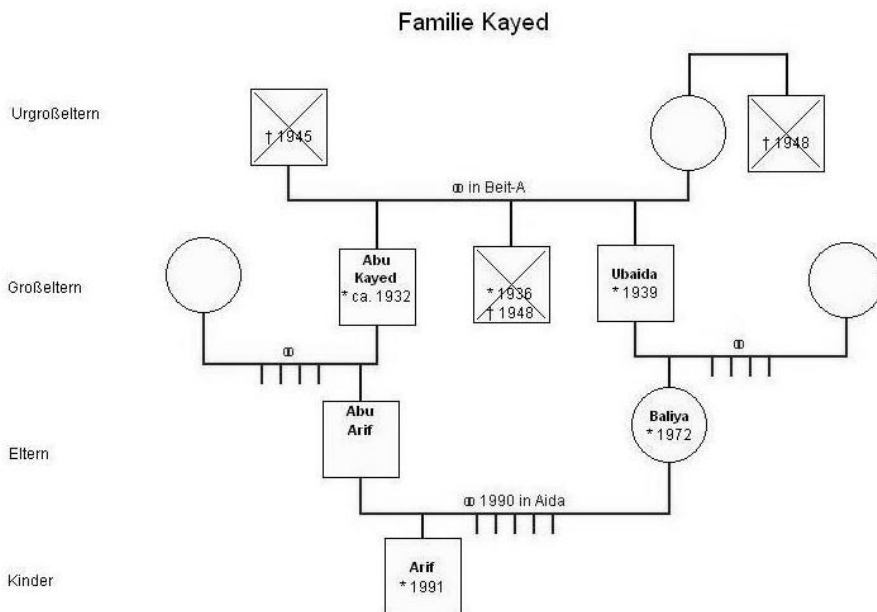 Familie Kayed
Urgroßeltern
† 1945
† 1948
ꝏ in Beit-A
Großeltern
Abu
Kayed
* ca. 1932
* 1936
† 1948
Ubaida
* 1939
ꝏ
ꝏ
Eltern
Abu
Arif
Baliya
* 1972
ꝏ 1990 in Aida
Kinder
Arif
* 1991